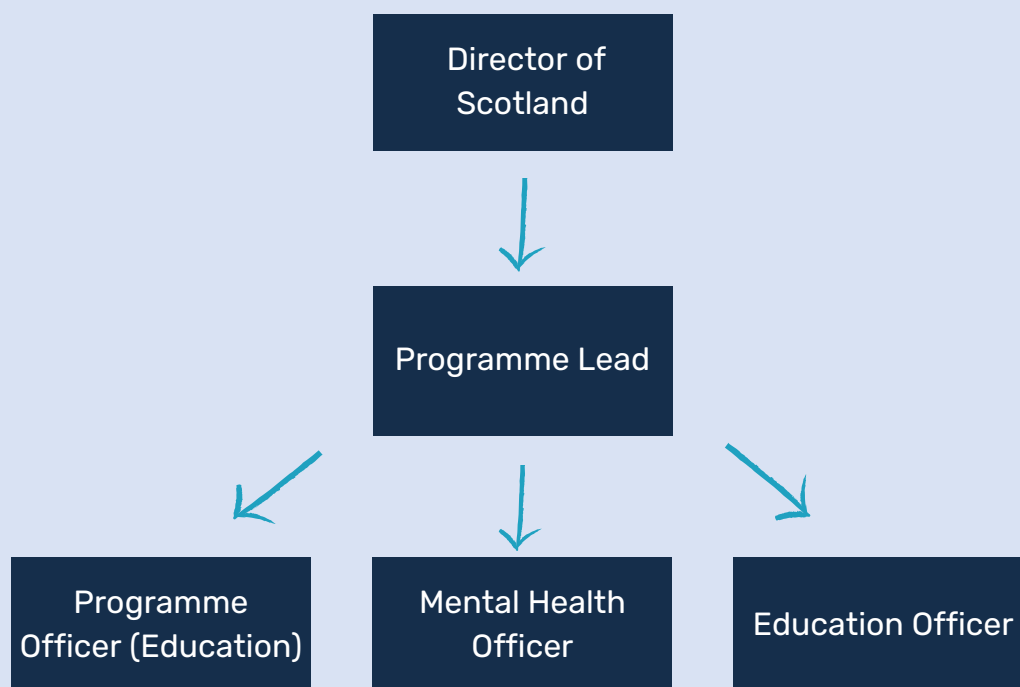 Director of
Scotland
Programme Lead
Programme
Officer (Education)
Mental Health
Officer
Education Officer